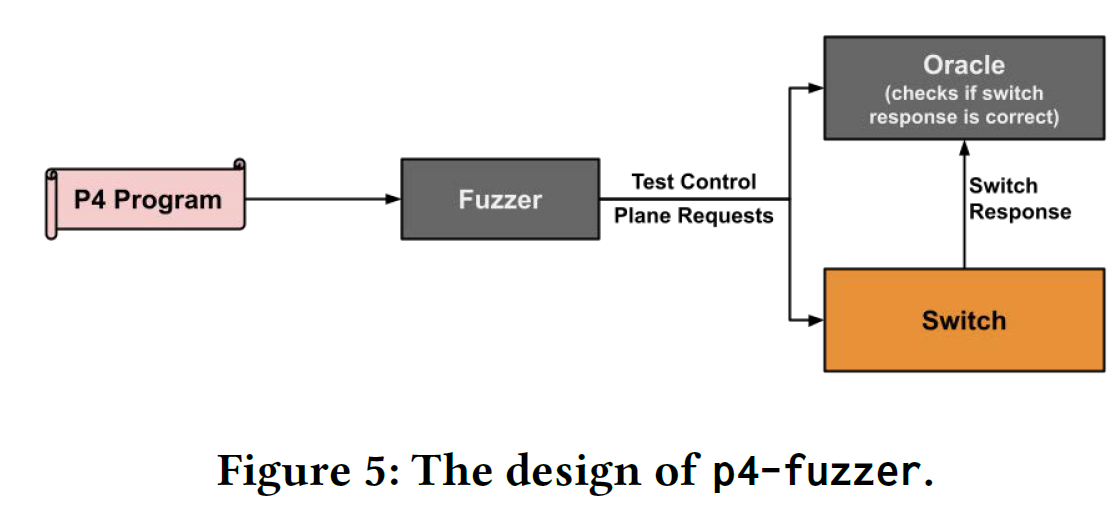 P4 Program
Fuzzer
Test Control
Plane Requests
Oracle
(checks if switch
response is correct)
Switch
Response
Switch
Figure 5: The design of p4-fuzzer.